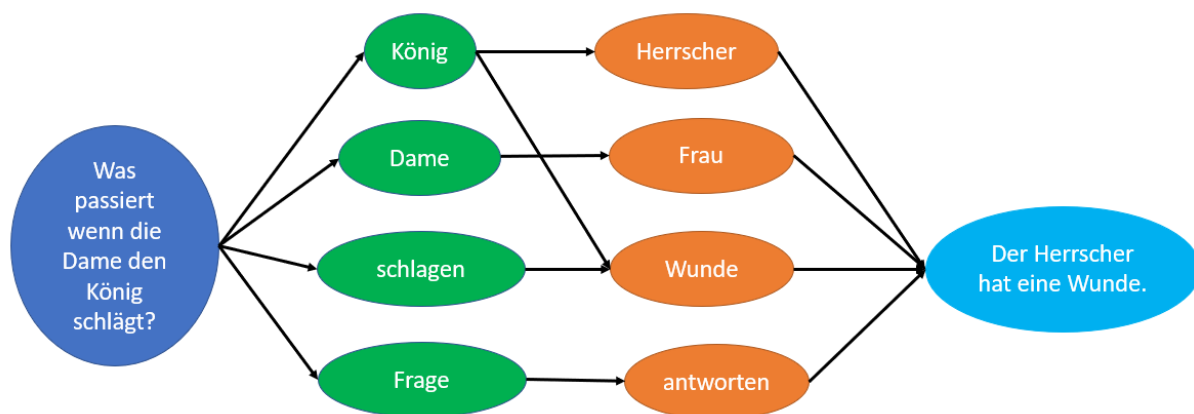 Was
passiert
wenn die
Dame den
König
schlägt?
König
Dame
schlagen
Frage
Herrscher
Frau
Wunde
antworten
Der Herrscher
hat eine Wunde.